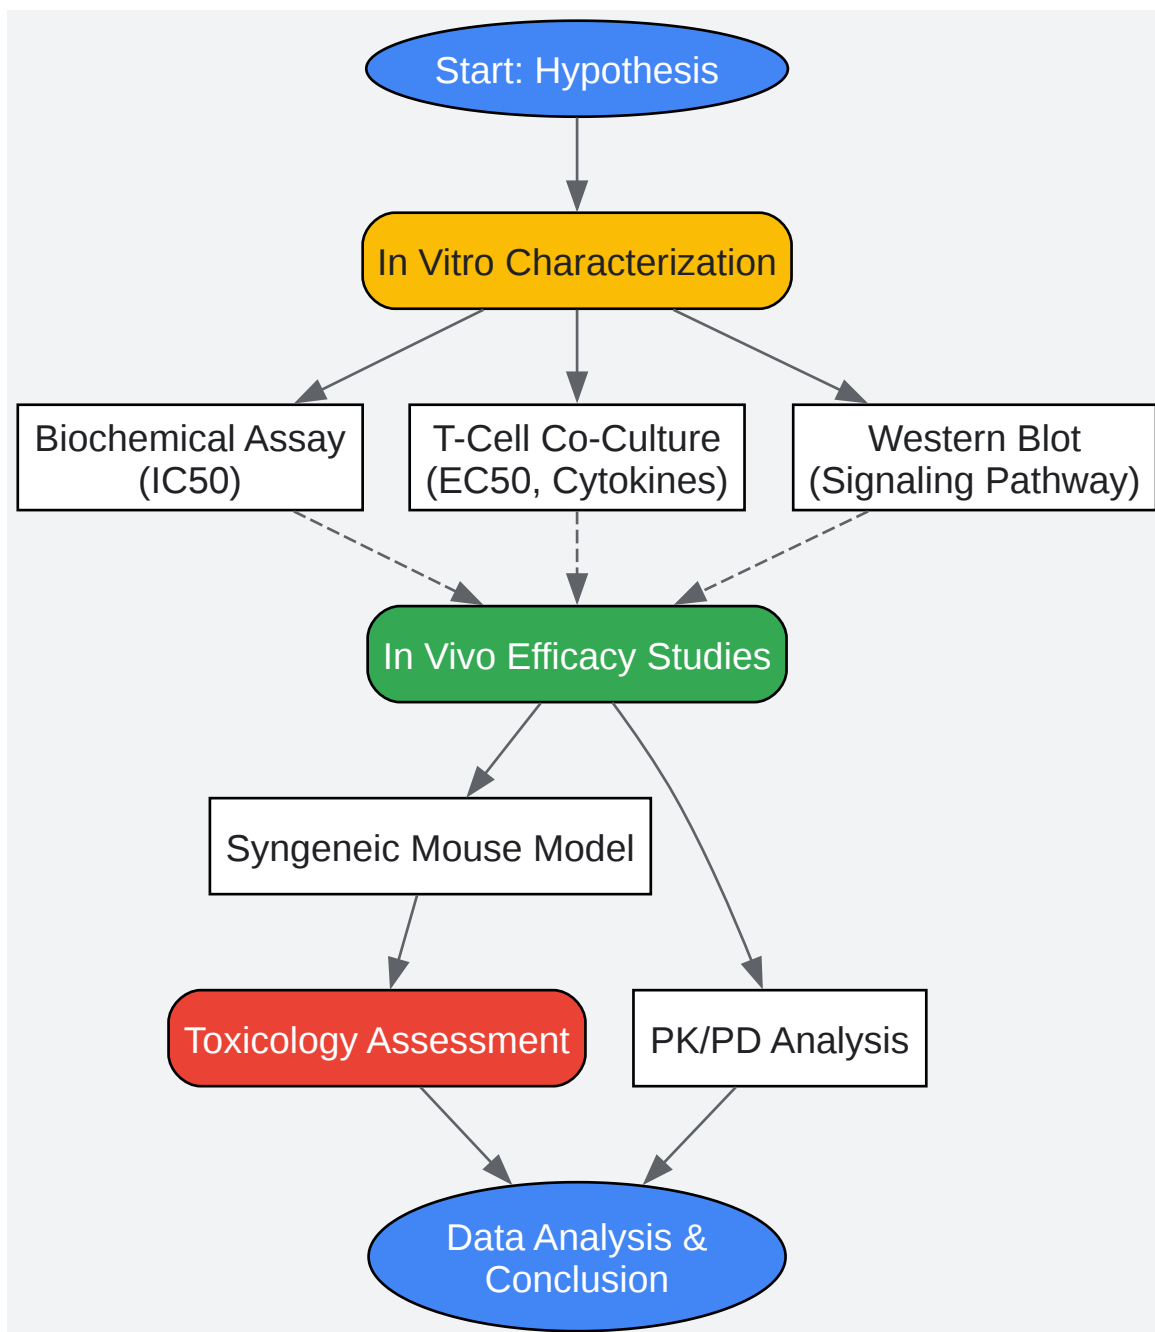 Start: Hypothesis
In Vitro Characterization
Biochemical Assay
(IC50)
T-Cell Co-Culture
(EC50, Cytokines)
Western Blot
(Signaling Pathway)
In Vivo Efficacy Studies
Syngeneic Mouse Model
Toxicology Assessment
PK/PD Analysis
Data Analysis &
Conclusion